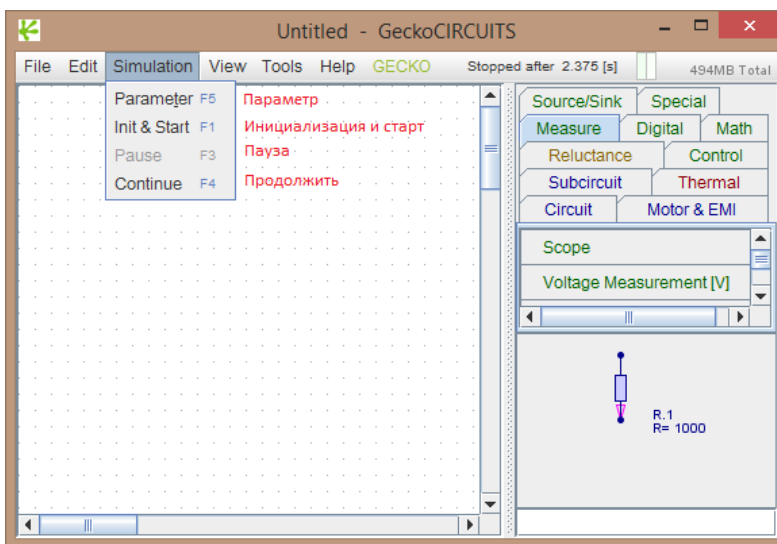 Untitled - GeckoCIRCUITS
File Edit Simulation View Tools Help GECKO Stopped after 2.375 [s] 494MB Total
Parameter F5 Параметр
Init & Start F1 Инициализация и старт
Pause F3 Пауза
Continue F4 Продолжить
Source/Sink Special
Measure Digital Math
Reluctance Control
Subcircuit Thermal
Circuit Motor & EMI
Scope
Voltage Measurement [V]
R.1
R= 1000